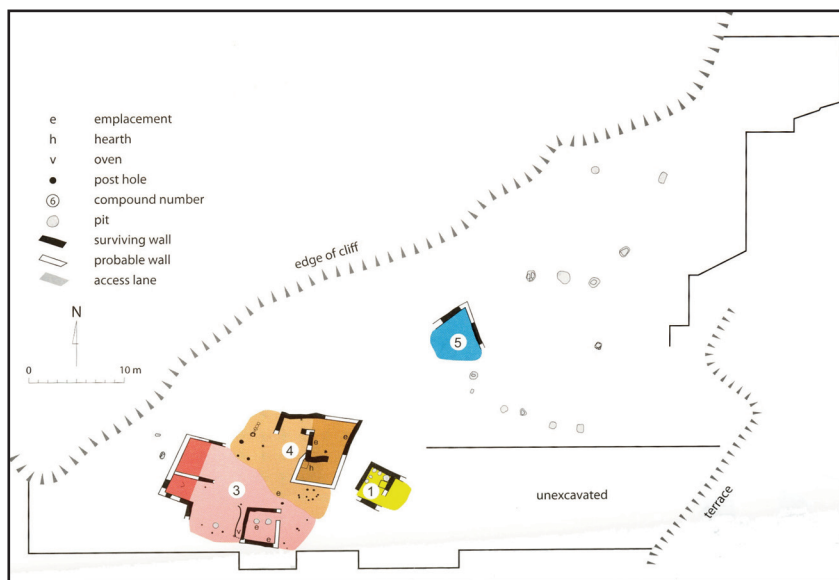 e emplacement
h hearth
v oven
post hole
6 compound number
pit
surviving wall
probable wall
access lane
N
0 10 m
edge of cliff
5
4
e
e
h
3
e
1
v
e
e
unexcavated
terrace